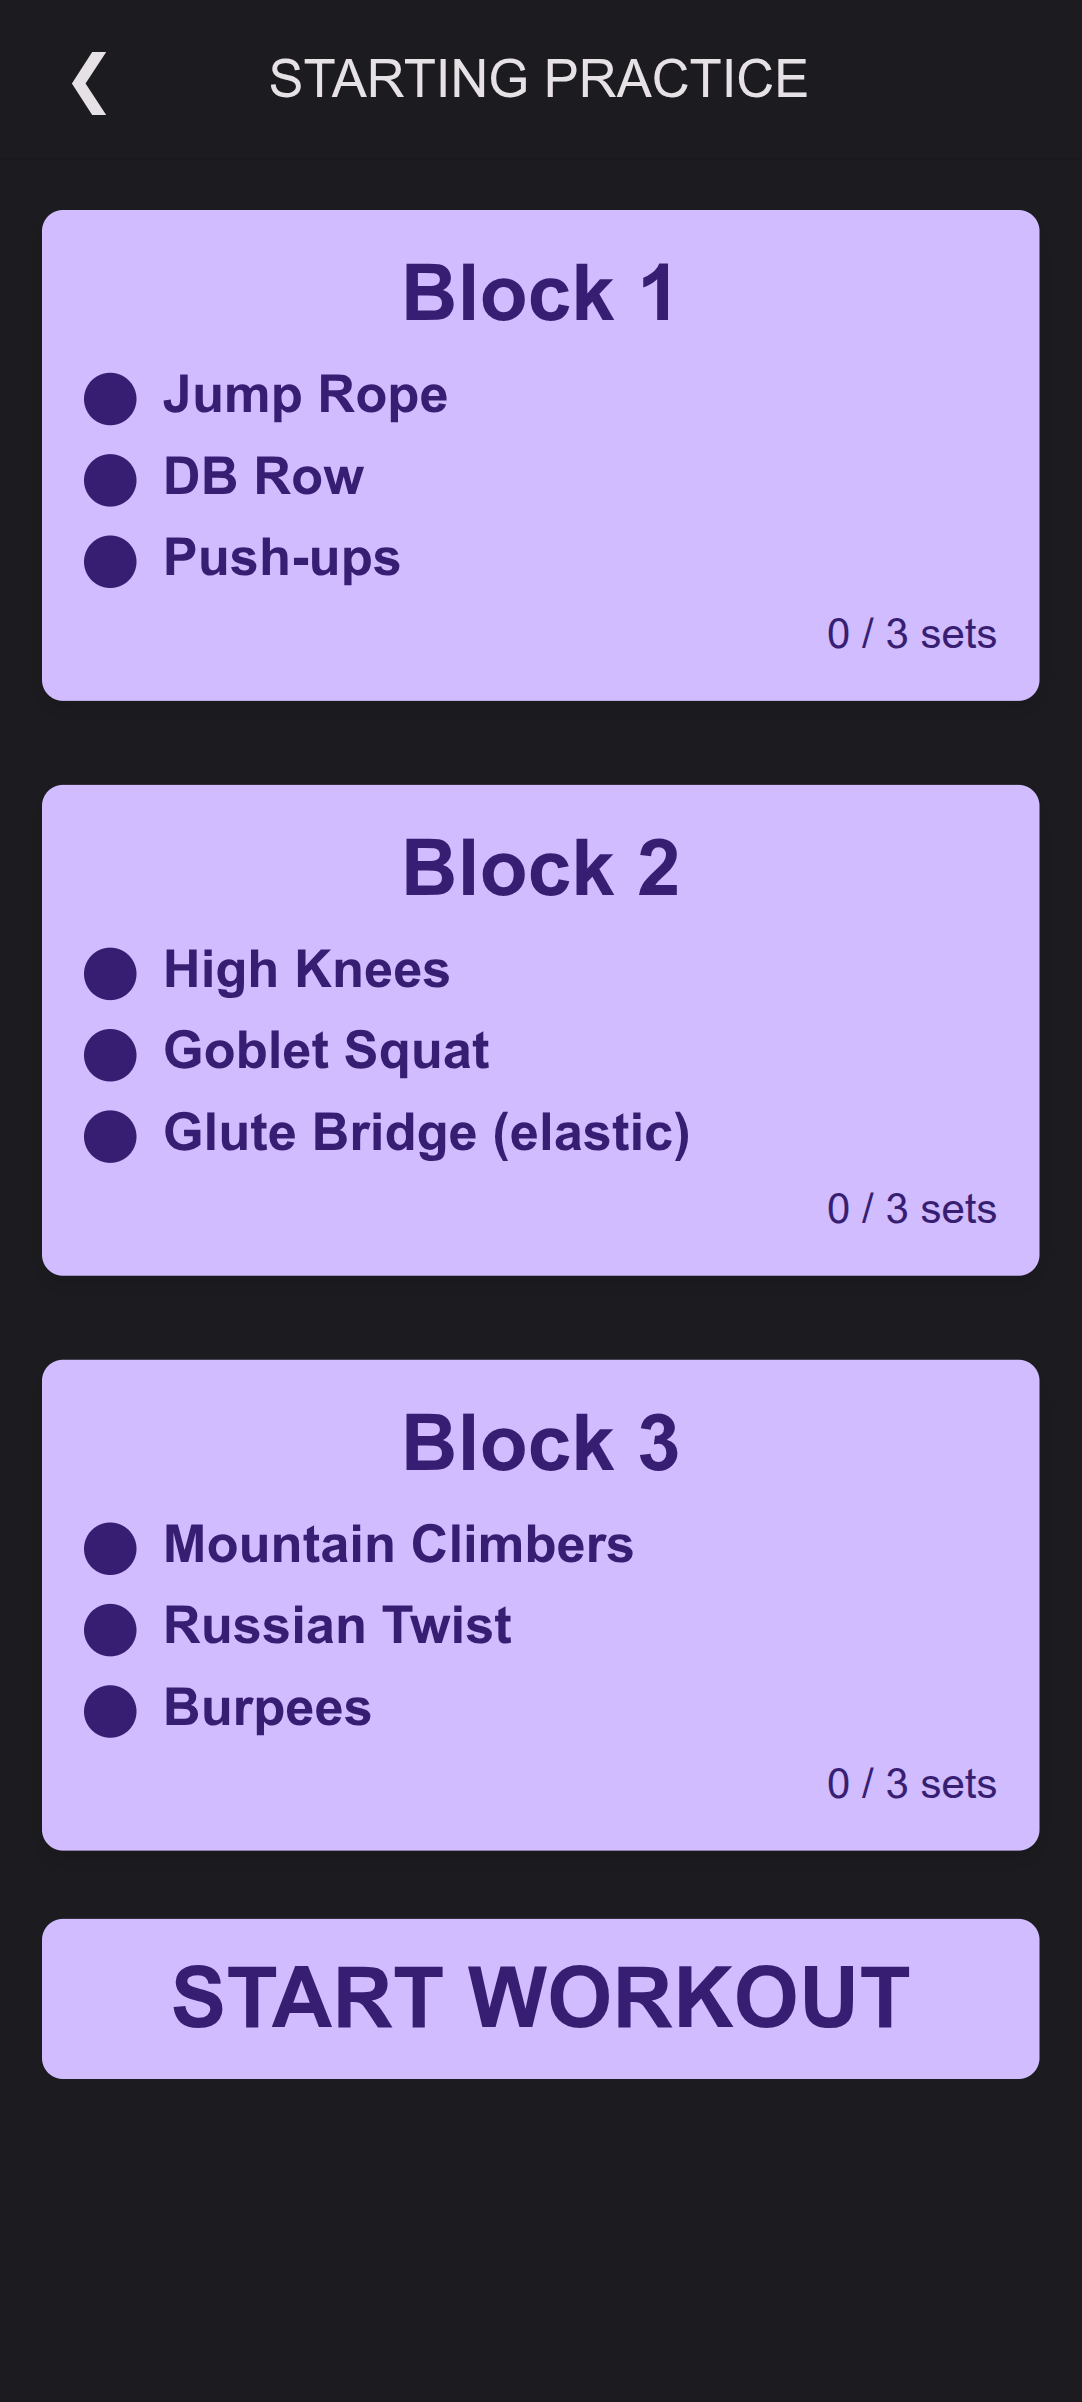 STARTING PRACTICE
Block 1
Jump Rope
DB Row
Push-ups
0 / 3 sets
Block 2
High Knees
Goblet Squat
Glute Bridge (elastic)
0 / 3 sets
Block 3
Mountain Climbers
Russian Twist
Burpees
0 / 3 sets
START WORKOUT